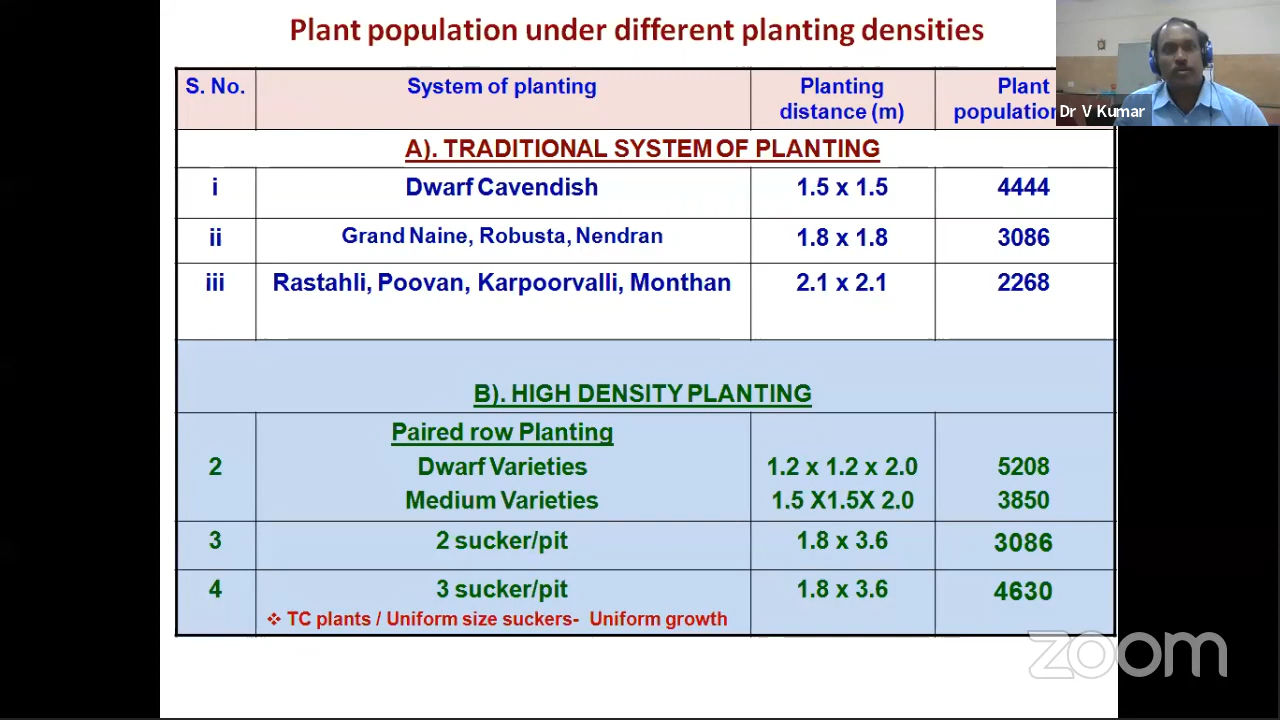 Plant population under different planting densities
S. No. System of planting Planting distance (m) Plant population
Dr V Kumar
A). TRADITIONAL SYSTEM OF PLANTING
i Dwarf Cavendish 1.5 x 1.5 4444
ii Grand Naine, Robusta, Nendran 1.8 x 1.8 3086
iii Rastahli, Poovan, Karpoorvalli, Monthan 2.1 x 2.1 2268
B). HIGH DENSITY PLANTING
Paired row Planting
2 Dwarf Varieties 1.2 x 1.2 x 2.0 5208
Medium Varieties 1.5 X1.5X 2.0 3850
3 2 sucker/pit 1.8 x 3.6 3086
4 3 sucker/pit 1.8 x 3.6 4630
❖ TC plants / Uniform size suckers- Uniform growth
zoom